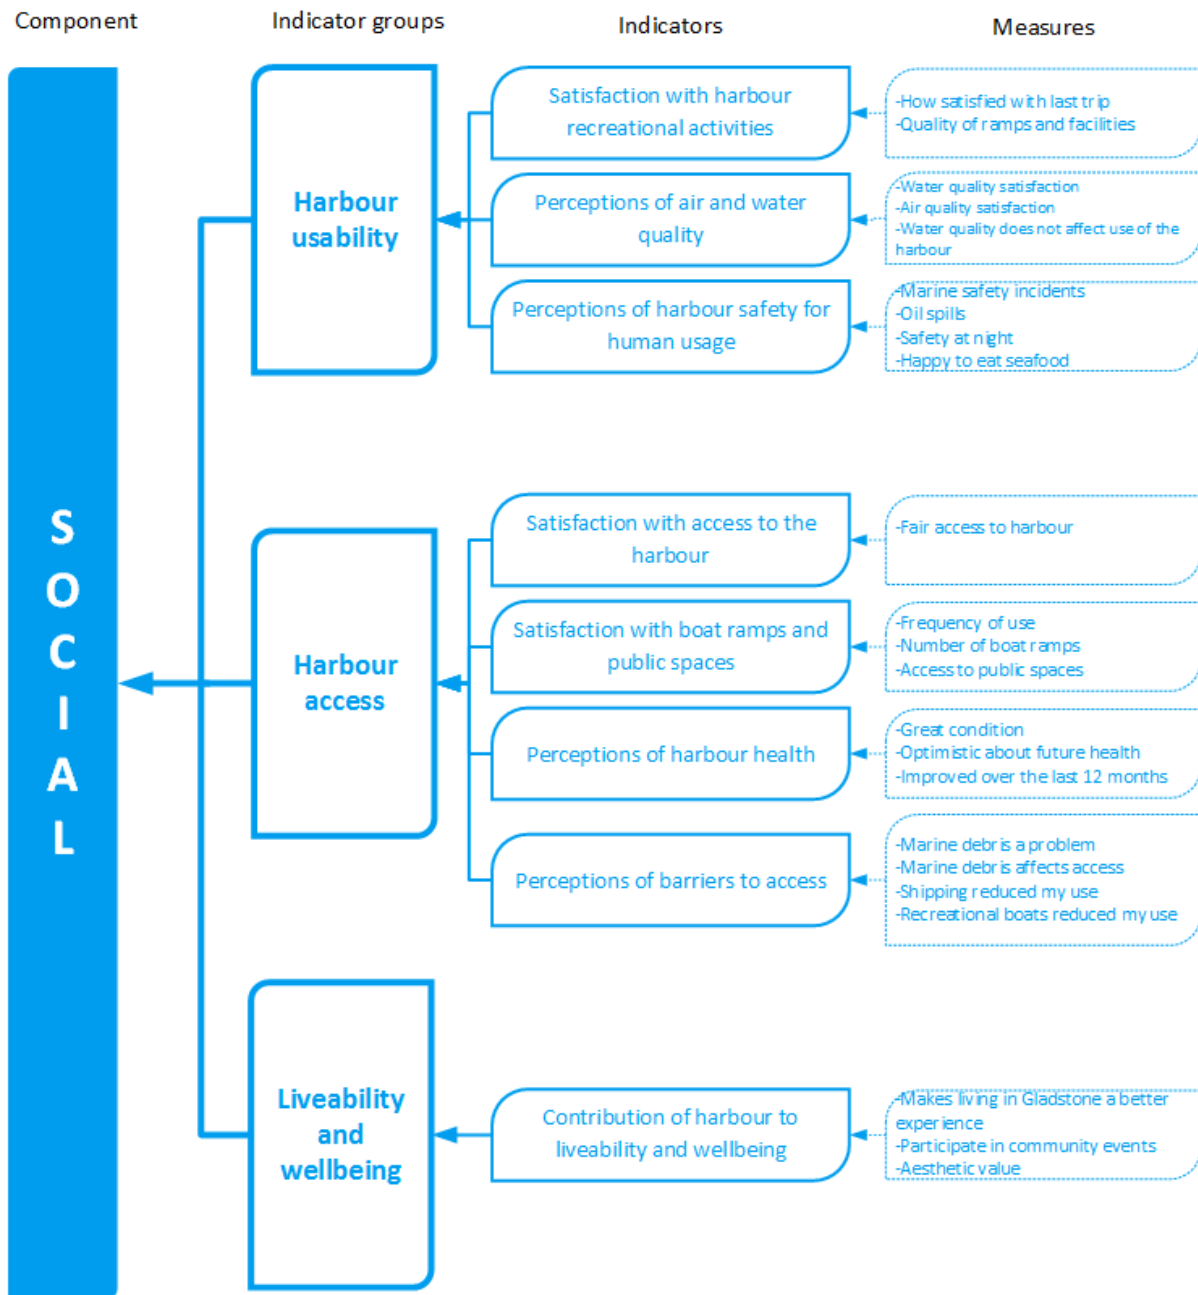 Component
Indicator groups
Indicators
Measures
SOCIAL
Harbour
usability
Satisfaction with harbour
recreational activities
-How satisfied with last trip
-Quality of ramps and facilities
Perceptions of air and water
quality
-Water quality satisfaction
-Air quality satisfaction
-Water quality does not affect use of the
harbour
Perceptions of harbour safety for
human usage
-Marine safety incidents
-Oil spills
-Safety at night
-Happy to eat seafood
Harbour
access
Satisfaction with access to the
harbour
-Fair access to harbour
Satisfaction with boat ramps and
public spaces
-Frequency of use
-Number of boat ramps
-Access to public spaces
Perceptions of harbour health
-Great condition
-Optimistic about future health
-Improved over the last 12 months
Perceptions of barriers to access
-Marine debris a problem
-Marine debris affects access
-Shipping reduced my use
-Recreational boats reduced my use
Liveability
and
wellbeing
Contribution of harbour to
liveability and wellbeing
-Makes living in Gladstone a better
experience
-Participate in community events
-Aesthetic value